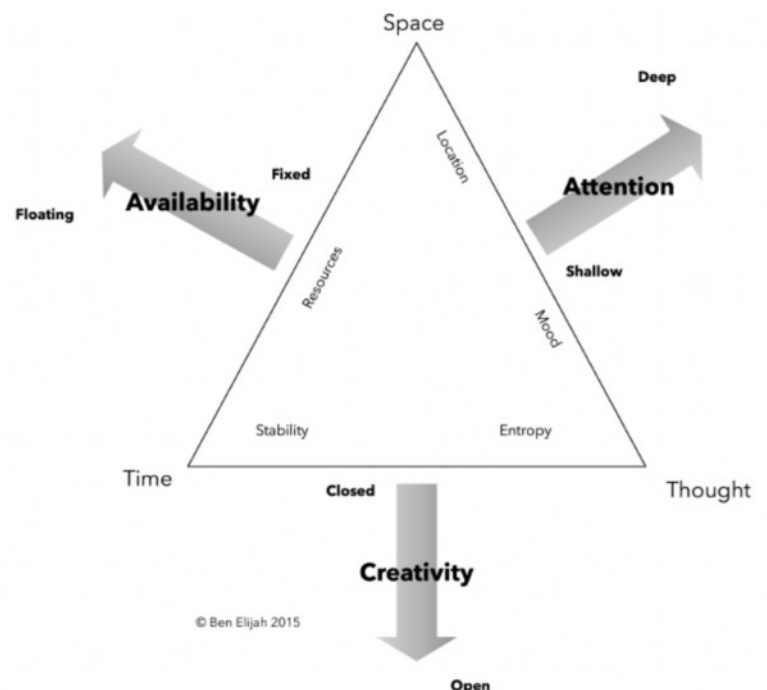 Space
Deep
Location
Fixed
Availability
Attention
Floating
Shallow
Resources
Mood
Stability
Entropy
Time
Closed
Thought
Creativity
© Ben Elijah 2015
Open